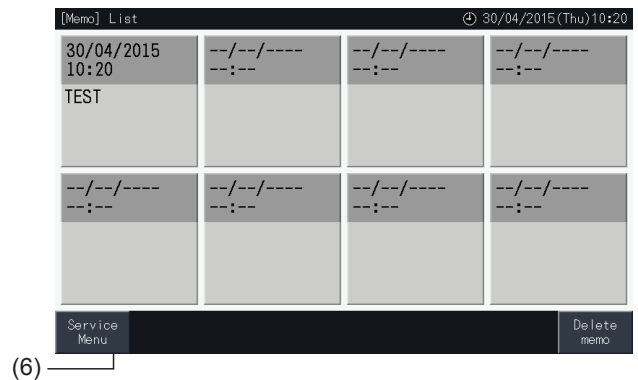 [Memo] List 30/04/2015(Thu)10:20
30/04/2015 --/--/---- --/--/---- --/--/----
10:20 --:-- --:-- --:--
TEST
--/--/---- --/--/---- --/--/---- --/--/----
--:-- --:-- --:-- --:--
Service Delete
Menu memo
(6)